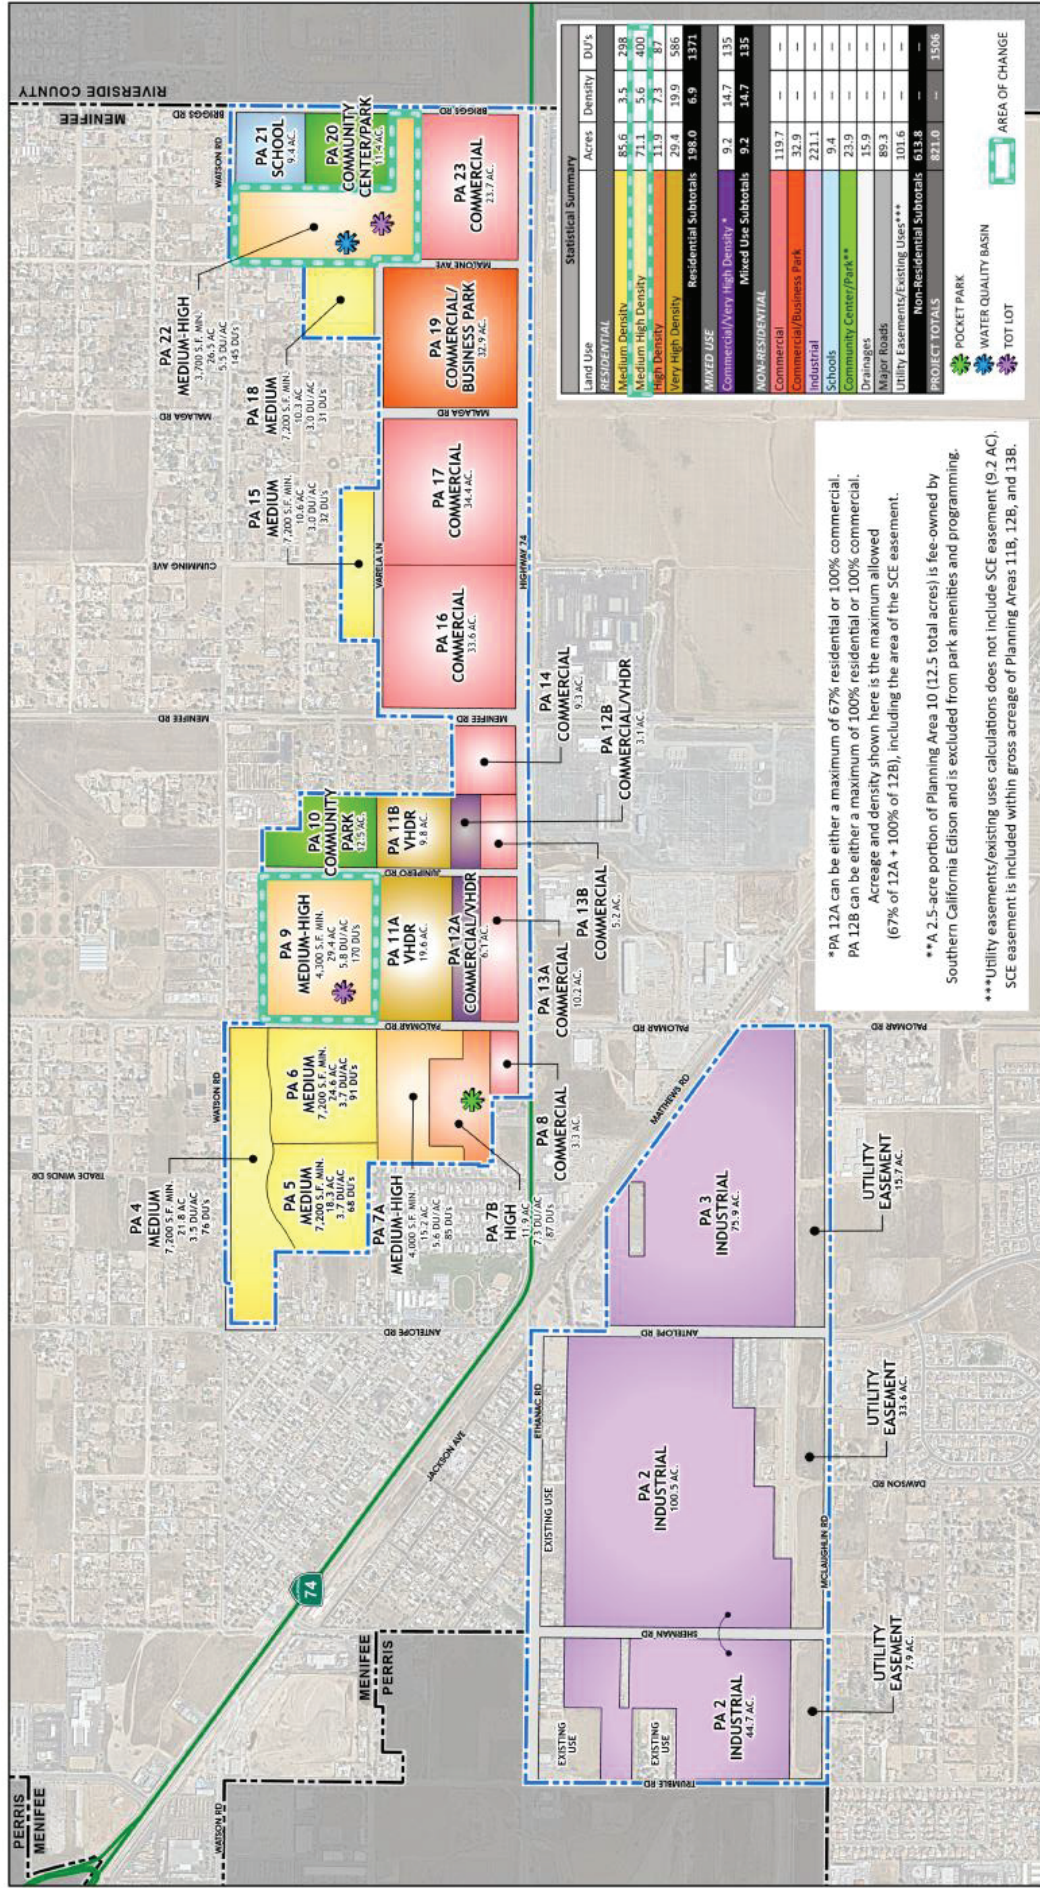 PERRIS
MENIFEE
WATSON RD
74
MENIFEE
PERRIS
JACKSON AVE
TRADE WINDS DR
WATSON RD
ANTELOPE RD
PA 4
MEDIUM
7,200 S.F. MIN.
21.8 AC
3.5 DU/AC
76 DU's
PA 5
MEDIUM
7,200 S.F. MIN.
18.3 AC
3.7 DU/AC
68 DU's
PA 6
MEDIUM
7,200 S.F. MIN.
24.6 AC
3.7 DU/AC
91 DU's
PA 7A
MEDIUM-HIGH
4,000 S.F. MIN.
15.2 AC
5.6 DU/AC
85 DU's
PA 7B
HIGH
11.9 AC
7.3 DU/AC
87 DU's
PA 8
COMMERCIAL
3.3 AC.
PALOMAR RD
PA 9
MEDIUM-HIGH
4,300 S.F. MIN.
29.4 AC
5.8 DU/AC
170 DU's
PA 10
COMMUNITY
PARK
12.5 AC.
PA 11A
VHDR
19.6 AC.
JUNIPERO RD
PA 11B
VHDR
9.8 AC.
PA 12A
COMMERCIAL/VHDR
6.1 AC.
PA 13A
COMMERCIAL
10.2 AC.
PA 13B
COMMERCIAL
5.2 AC.
PA 12B
COMMERCIAL/VHDR
3.1 AC.
PA 14
COMMERCIAL
9.3 AC.
MENIFEE RD
MENIFEE RD
CUMMING AVE
VARELA LN
PA 15
MEDIUM
7,200 S.F. MIN.
10.6 AC
3.0 DU/AC
32 DU's
PA 16
COMMERCIAL
33.6 AC.
PA 17
COMMERCIAL
34.4 AC.
HIGHWAY 74
MALAGA RD
MALAGA RD
PA 18
MEDIUM
7,200 S.F. MIN.
10.3 AC
3.0 DU/AC
31 DU's
PA 19
COMMERCIAL/
BUSINESS PARK
32.9 AC.
MALONE AVE
PA 22
MEDIUM-HIGH
3,700 S.F. MIN.
26.5 AC
5.5 DU/AC
145 DU's
WATSON RD
PA 21
SCHOOL
9.4 AC.
PA 20
COMMUNITY
CENTER/PARK
11.4 AC.
PA 23
COMMERCIAL
23.7 AC.
BRIGGS RD
BRIGGS RD
MENIFEE
RIVERSIDE COUNTY
ETHANAC RD
EXISTING USE
EXISTING
USE
EXISTING
USE
TRUMBLE RD
SHERMAN RD
PA 2
INDUSTRIAL
44.7 AC.
PA 2
INDUSTRIAL
100.5 AC.
ANTELOPE RD
PA 3
INDUSTRIAL
75.9 AC.
MATTHEWS RD
PALOMAR RD
PALOMAR RD
MCLAUGHLIN RD
DAWSON RD
UTILITY
EASEMENT
7.9 AC.
UTILITY
EASEMENT
33.6 AC.
UTILITY
EASEMENT
15.7 AC.
*PA 12A can be either a maximum of 67% residential or 100% commercial.
PA 12B can be either a maximum of 100% residential or 100% commercial.
Acreage and density shown here is the maximum allowed
(67% of 12A + 100% of 12B), including the area of the SCE easement.
**A 2.5-acre portion of Planning Area 10 (12.5 total acres) is fee-owned by
Southern California Edison and is excluded from park amenities and programming.
***Utility easements/existing uses calculations does not include SCE easement (9.2 AC).
SCE easement is included within gross acreage of Planning Areas 11B, 12B, and 13B.
Statistical Summary
Land Use Acres Density DU's
RESIDENTIAL
Medium Density 85.6 3.5 298
Medium High Density 71.1 5.6 400
High Density 11.9 7.3 87
Very High Density 29.4 19.9 586
Residential Subtotals 198.0 6.9 1371
MIXED USE
Commercial/Very High Density * 9.2 14.7 135
Mixed Use Subtotals 9.2 14.7 135
NON-RESIDENTIAL
Commercial 119.7 -- --
Commercial/Business Park 32.9 -- --
Industrial 221.1 -- --
Schools 9.4 -- --
Community Center/Park** 23.9 -- --
Drainages 15.9 -- --
Major Roads 89.3 -- --
Utility Easements/Existing Uses*** 101.6 -- --
Non-Residential Subtotals 613.8 -- --
PROJECT TOTALS 821.0 -- 1506
POCKET PARK
WATER QUALITY BASIN
TOT LOT
AREA OF CHANGE